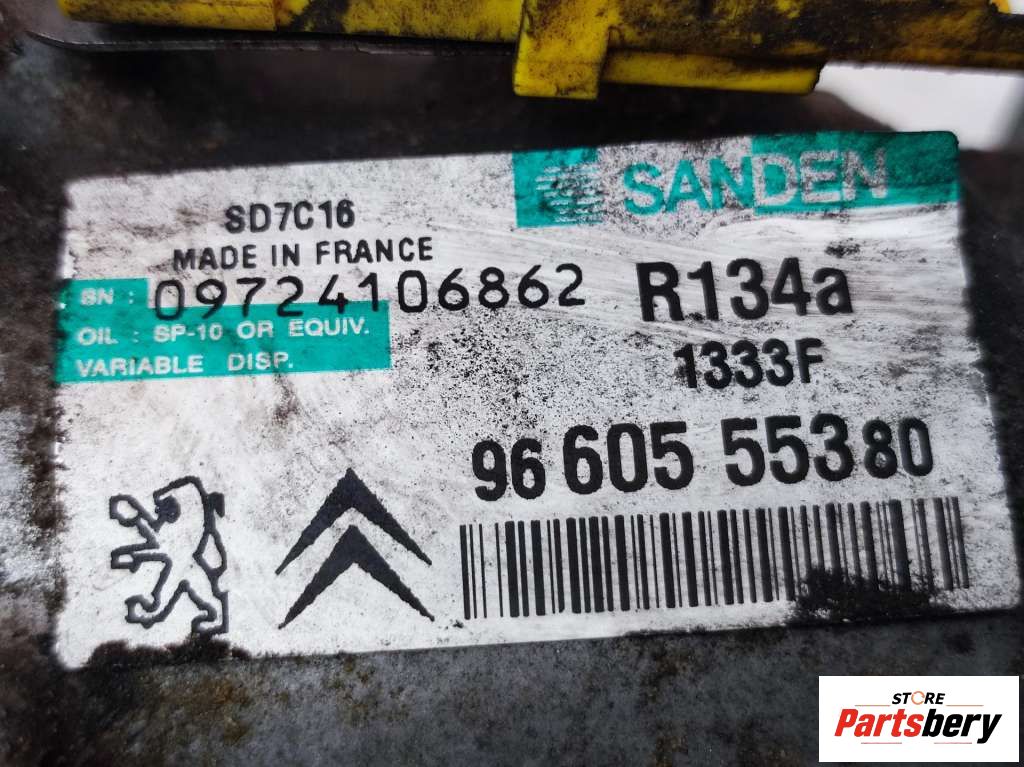 SANDEN
SD7C16
MADE IN FRANCE
SN : 09724106862
R134a
OIL : SP-10 OR EQUIV.
VARIABLE DISP.
1333F
96 605 553 80
STORE
Partsbery